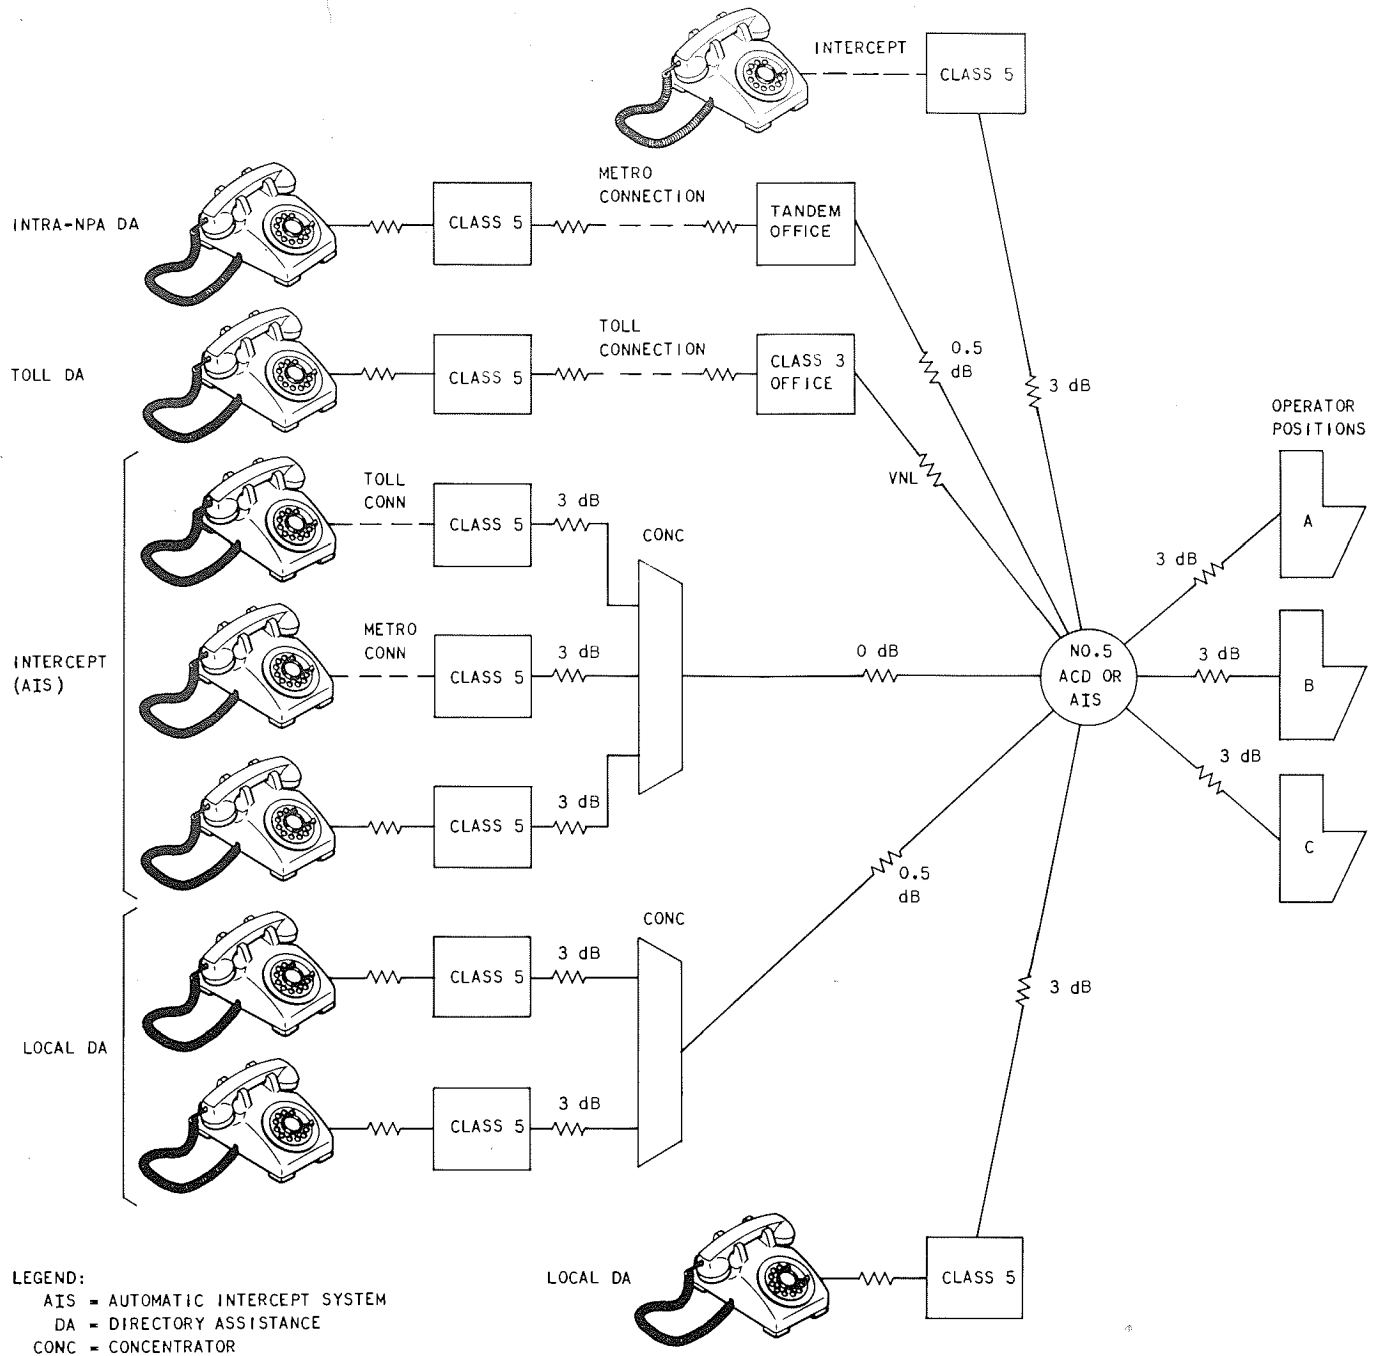 INTERCEPT
CLASS 5
METRO
CONNECTION
INTRA-NPA DA
CLASS 5
TANDEM
OFFICE
TOLL
CONNECTION
TOLL DA
CLASS 5
CLASS 3
OFFICE
0.5
dB
3 dB
VNL
OPERATOR
POSITIONS
TOLL
CONN
CLASS 5
3 dB
CONC
A
3 dB
INTERCEPT
(AIS)
METRO
CONN
CLASS 5
3 dB
0 dB
NO.5
ACD OR
AIS
3 dB
B
CLASS 5
3 dB
3 dB
C
0.5
dB
CONC
LOCAL DA
CLASS 5
3 dB
3 dB
CLASS 5
3 dB
LOCAL DA
CLASS 5
LEGEND:
AIS = AUTOMATIC INTERCEPT SYSTEM
DA = DIRECTORY ASSISTANCE
CONC = CONCENTRATOR